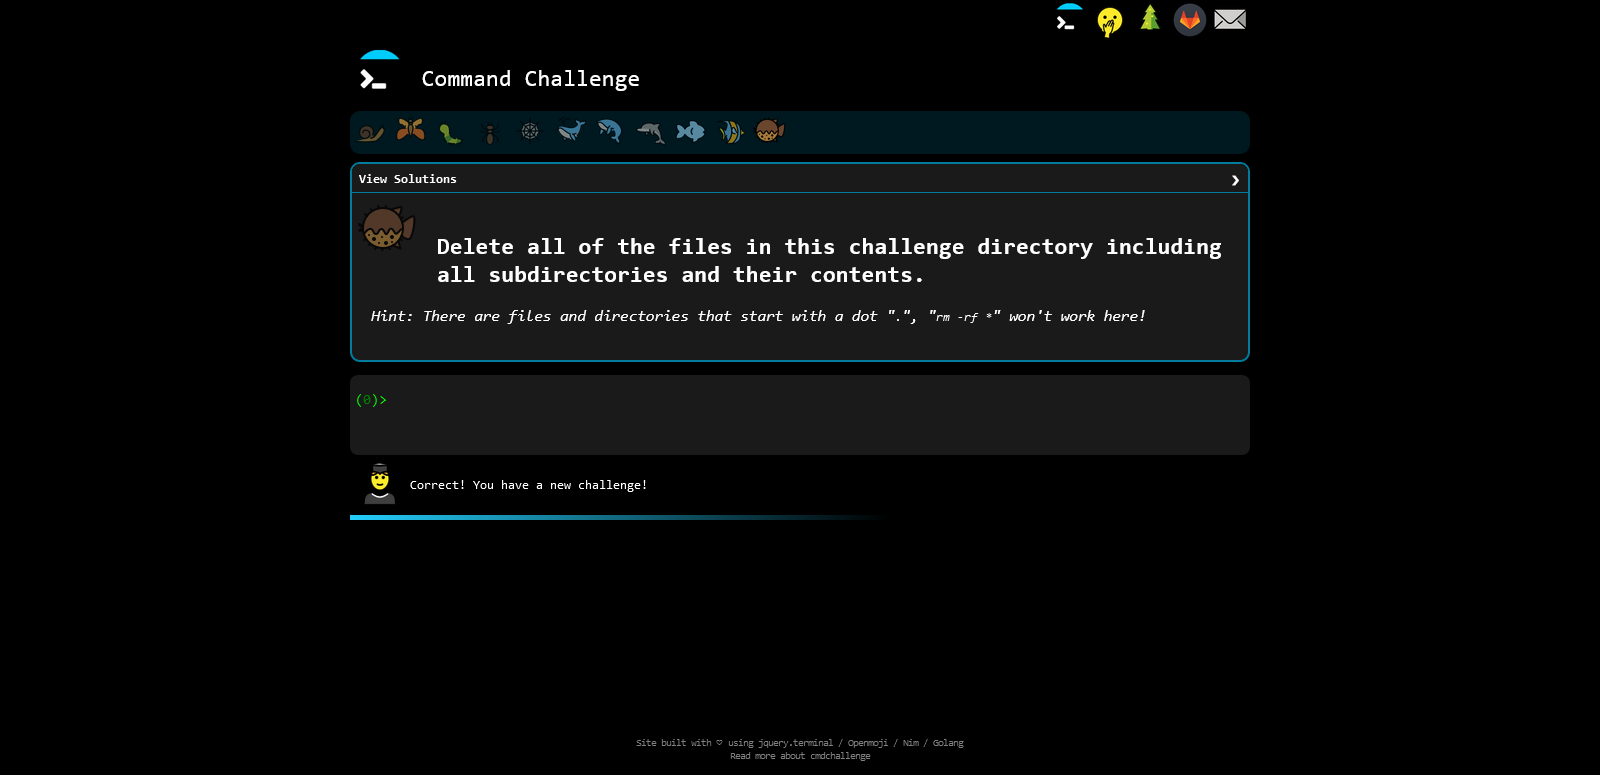 Command Challenge
View Solutions
Delete all of the files in this challenge directory including
all subdirectories and their contents.
Hint: There are files and directories that start with a dot ".", "rm -rf *" won't work here!
(0)>
Correct! You have a new challenge!
Site built with ♡ using jquery.terminal / Openmoji / Nim / Golang
Read more about cmdchallenge